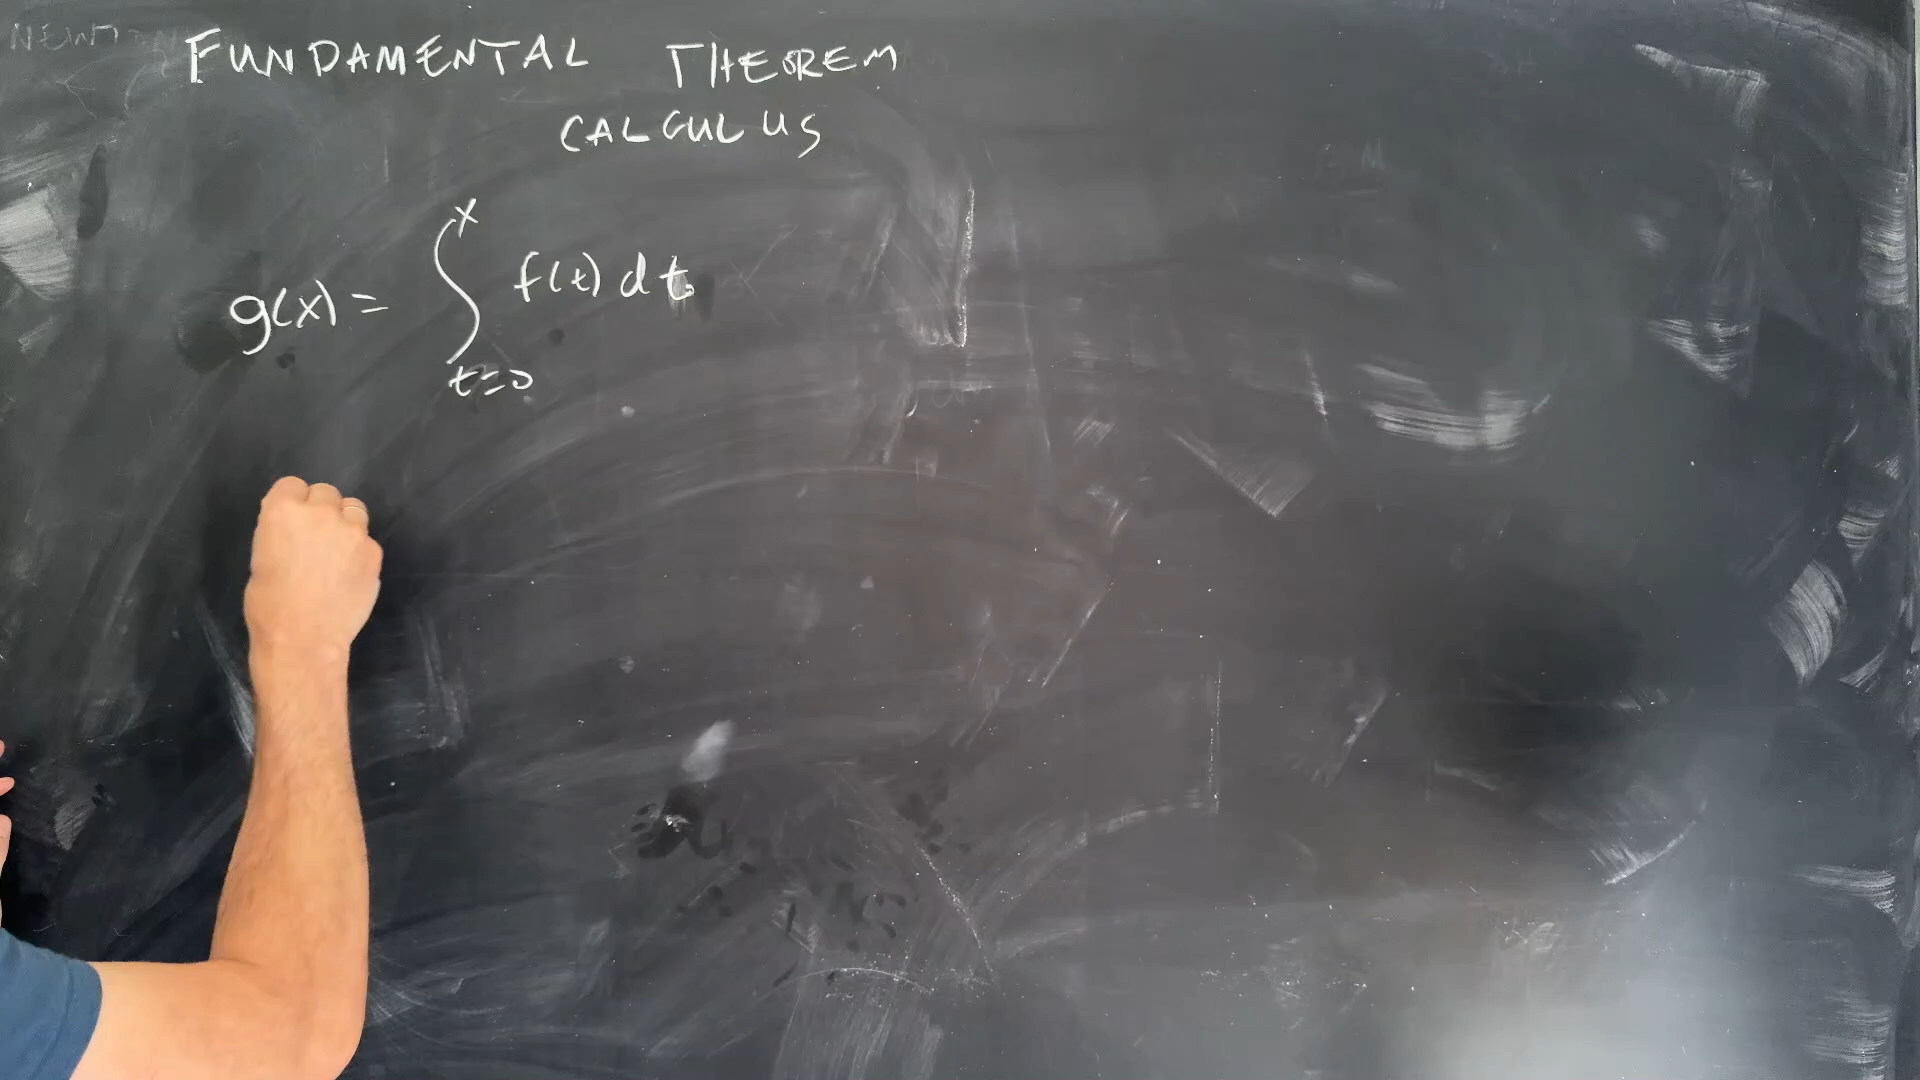 FUNDAMENTAL THEOREM
CALCULUS
g(x) = ∫_{t=0}^{x} f(t) dt